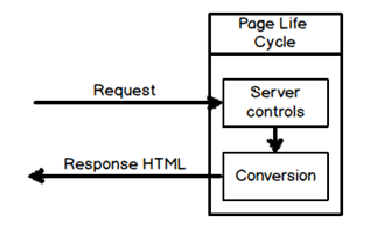 Page Life
Cycle
Request
Server
controls
Response HTML
Conversion